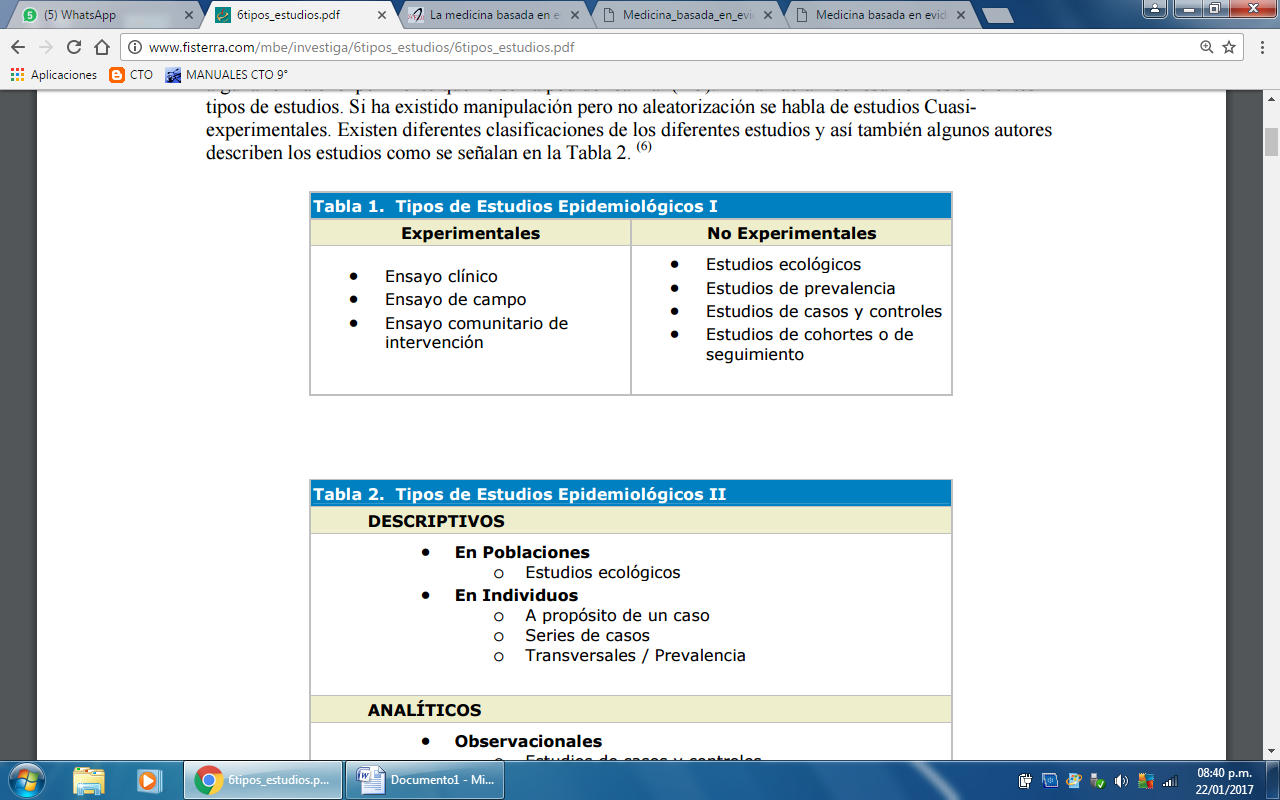 (5) WhatsApp
6tipos_estudios.pdf
La medicina basada en e
Medicina_basada_en_evi
Medicina basada en evid
www.fisterra.com/mbe/investiga/6tipos_estudios/6tipos_estudios.pdf
Aplicaciones
CTO
MANUALES CTO 9°
tipos de estudios. Si ha existido manipulación pero no aleatorización se habla de estudios Cuasi-
experimentales. Existen diferentes clasificaciones de los diferentes estudios y así también algunos autores
describen los estudios como se señalan en la Tabla 2. (6)
Tabla 1. Tipos de Estudios Epidemiológicos I
Experimentales
No Experimentales
• Ensayo clínico
• Ensayo de campo
• Ensayo comunitario de
intervención
• Estudios ecológicos
• Estudios de prevalencia
• Estudios de casos y controles
• Estudios de cohortes o de
seguimiento
Tabla 2. Tipos de Estudios Epidemiológicos II
DESCRIPTIVOS
• En Poblaciones
o Estudios ecológicos
• En Individuos
o A propósito de un caso
o Series de casos
o Transversales / Prevalencia
ANALÍTICOS
• Observacionales
o Estudios de casos y controles
6tipos_estudios.p...
Documento1 - Mi...
08:40 p.m.
22/01/2017